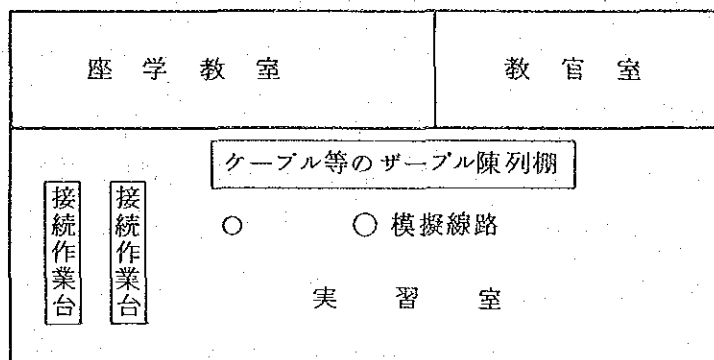 座学教室
教官室
ケーブル等のザーブル陳列棚
接続作業台
接続作業台
模擬線路
実習室